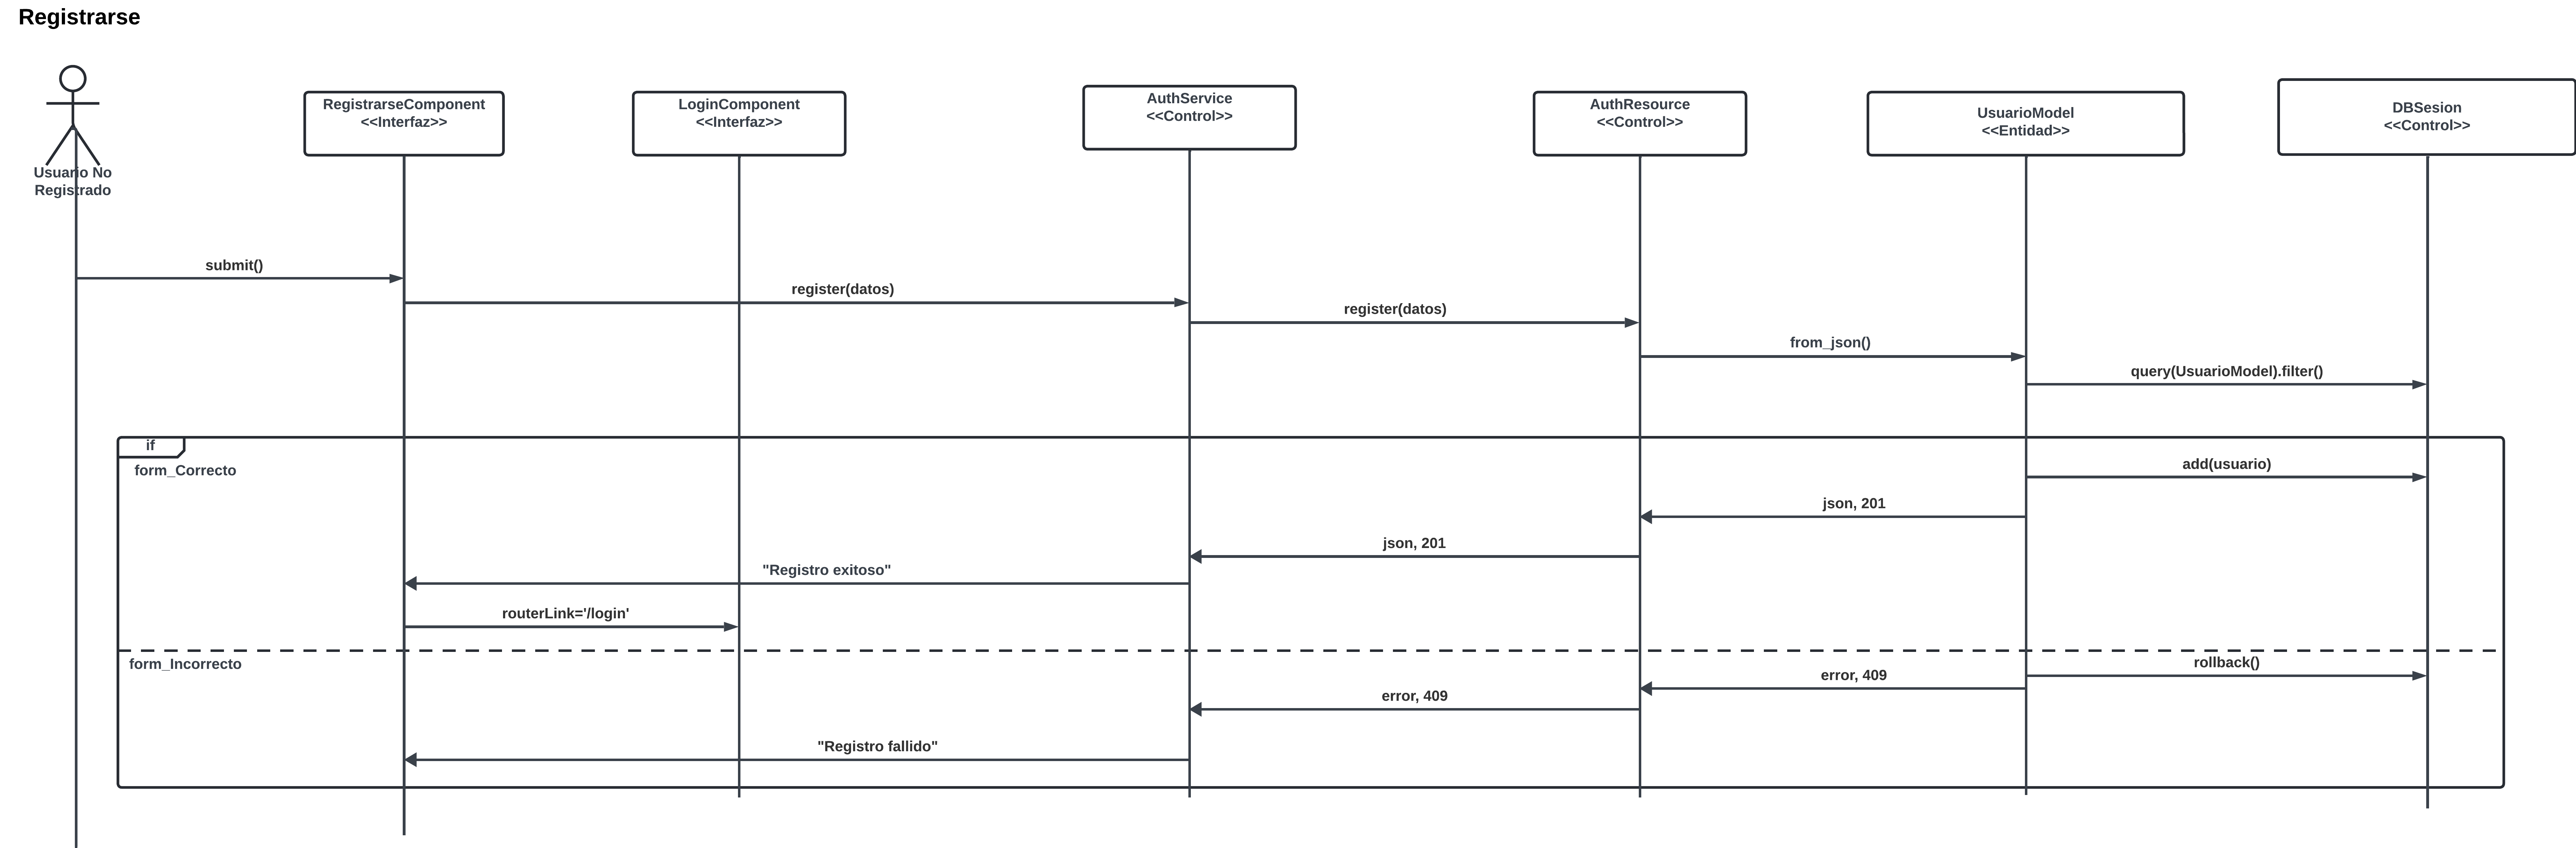 Registrarse
Usuario No
Registrado
RegistrarseComponent
<<Interfaz>>
LoginComponent
<<Interfaz>>
AuthService
<<Control>>
AuthResource
<<Control>>
UsuarioModel
<<Entidad>>
DBSesion
<<Control>>
submit()
register(datos)
register(datos)
from_json()
query(UsuarioModel).filter()
if
form_Correcto
add(usuario)
json, 201
json, 201
"Registro exitoso"
routerLink='/login'
form_Incorrecto
rollback()
error, 409
error, 409
"Registro fallido"